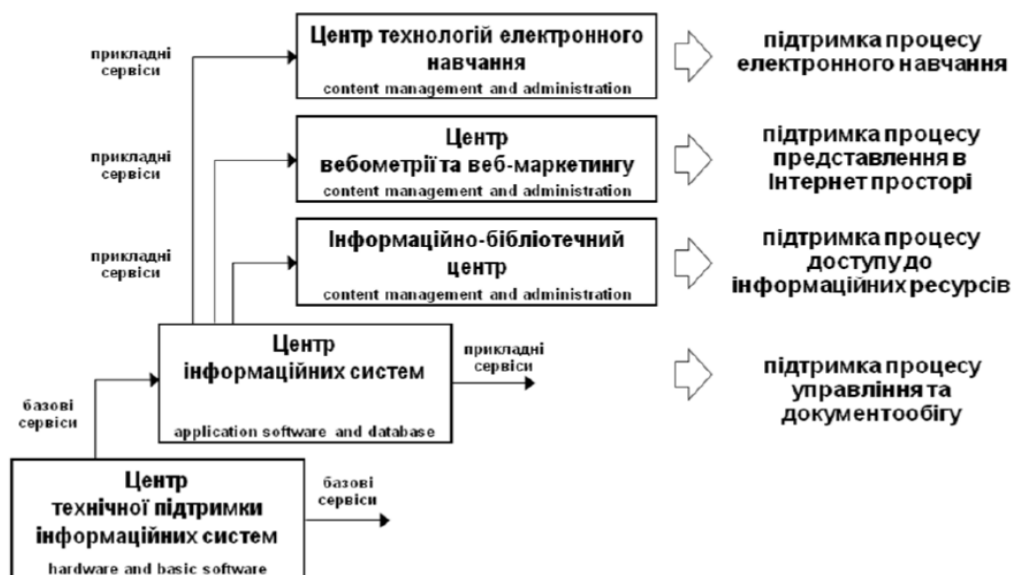 прикладні
сервіси
Центр технологій електронного
навчання
content management and administration
підтримка процесу
електронного навчання
прикладні
сервіси
Центр
вебометрії та веб-маркетингу
content management and administration
підтримка процесу
представлення в
Інтернет просторі
прикладні
сервіси
Інформаційно-бібліотечний
центр
content management and administration
підтримка процесу
доступу до
інформаційних ресурсів
базові
сервіси
Центр
інформаційних систем
application software and database
прикладні
сервіси
підтримка процесу
управління та
документообігу
Центр
технічної підтримки
інформаційних систем
hardware and basic software
базові
сервіси